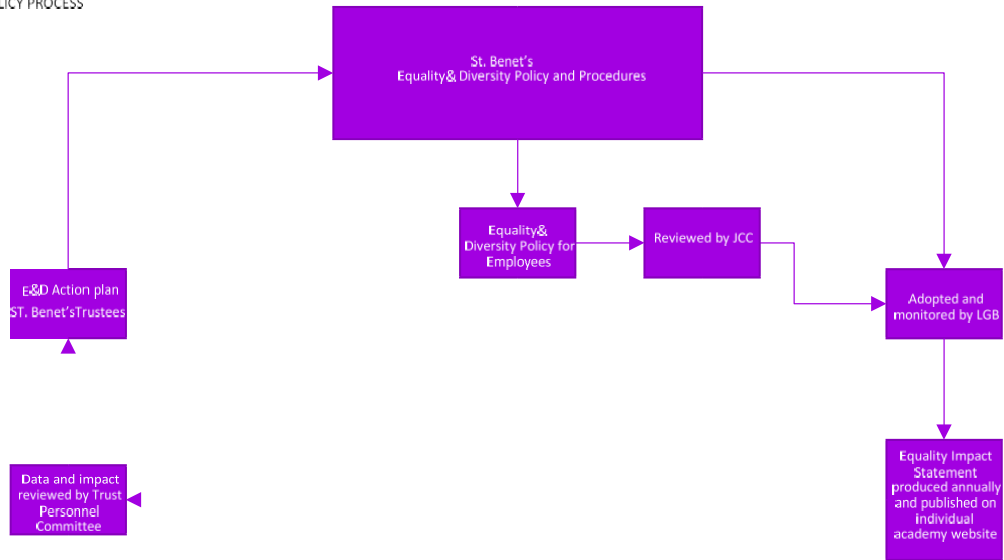 LICY PROCESS
St. Benet's
Equality& Diversity Policy and Procedures
Equality&
Diversity Policy for
Employees
Reviewed by JCC
E&D Action plan
ST. Benet'sTrustees
Adopted and
monitored by LGB
Data and impact
reviewed by Trust
Personnel
Committee
Equality Impact
Statement
produced annually
and published on
individual
academy website